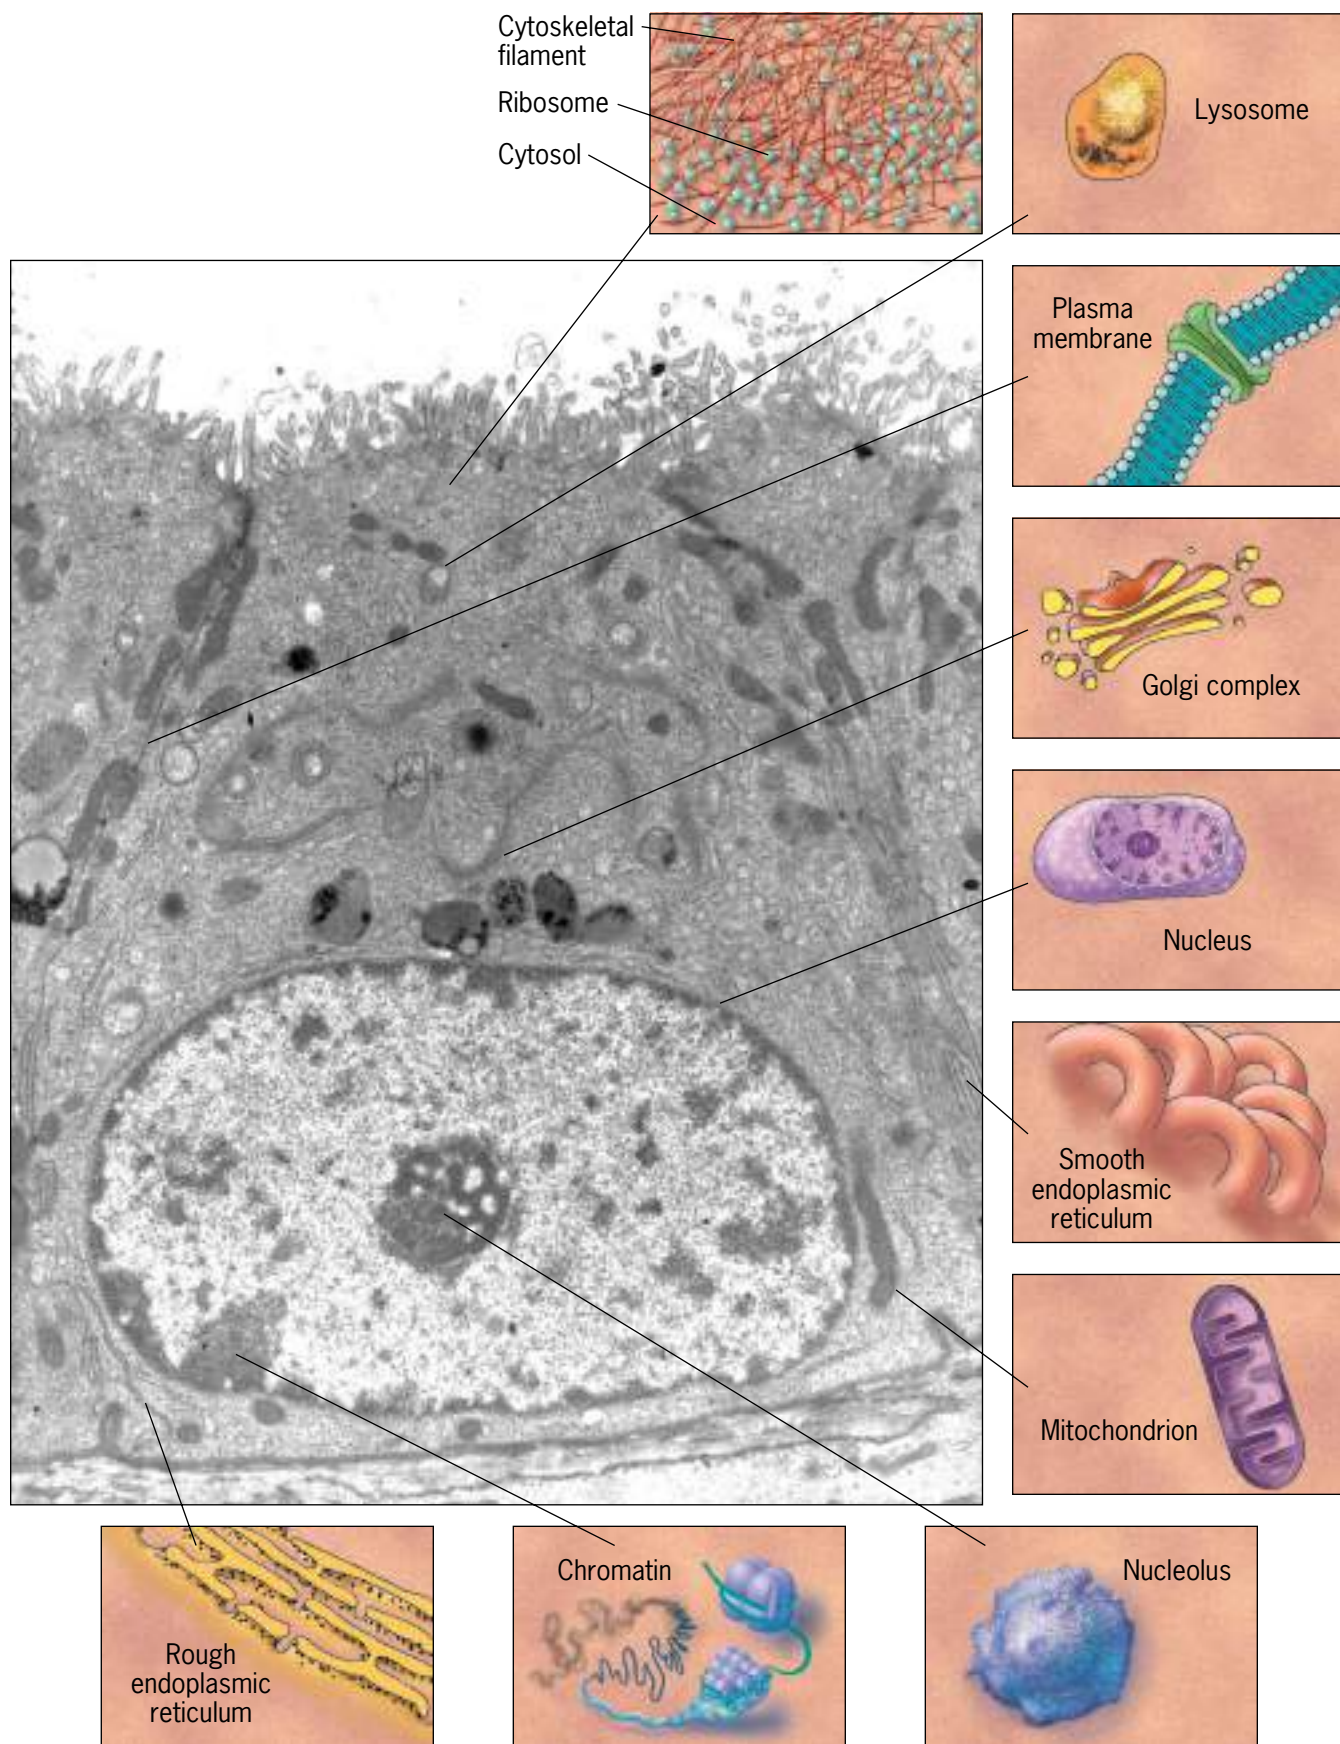 Cytoskeletal
filament
Ribosome
Cytosol
Lysosome
Plasma
membrane
Golgi complex
Nucleus
Smooth
endoplasmic
reticulum
Mitochondrion
Rough
endoplasmic
reticulum
Chromatin
Nucleolus